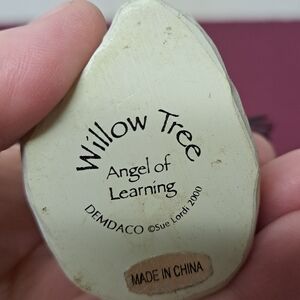 Willow Tree
Angel of
Learning
DEMDACO ©Sue Lordi 2000
MADE IN CHINA